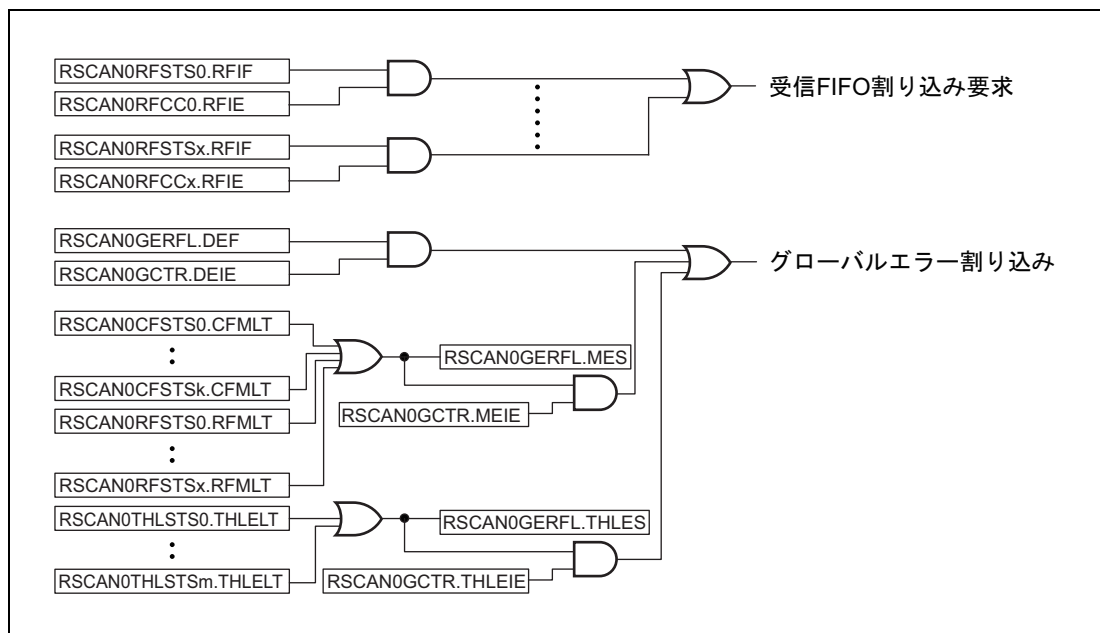 RSCAN0RFSTS0.RFIF
RSCAN0RFCC0.RFIE
RSCAN0RFSTSx.RFIF
RSCAN0RFCCx.RFIE
受信FIFO割り込み要求
RSCAN0GERFL.DEF
RSCAN0GCTR.DEIE
グローバルエラー割り込み
RSCAN0CFSTS0.CFMLT
RSCAN0CFSTSk.CFMLT
RSCAN0RFSTS0.RFMLT
RSCAN0RFSTSx.RFMLT
RSCAN0GERFL.MES
RSCAN0GCTR.MEIE
RSCAN0THLSTS0.THLELT
RSCAN0THLSTSm.THLELT
RSCAN0GERFL.THLES
RSCAN0GCTR.THLEIE